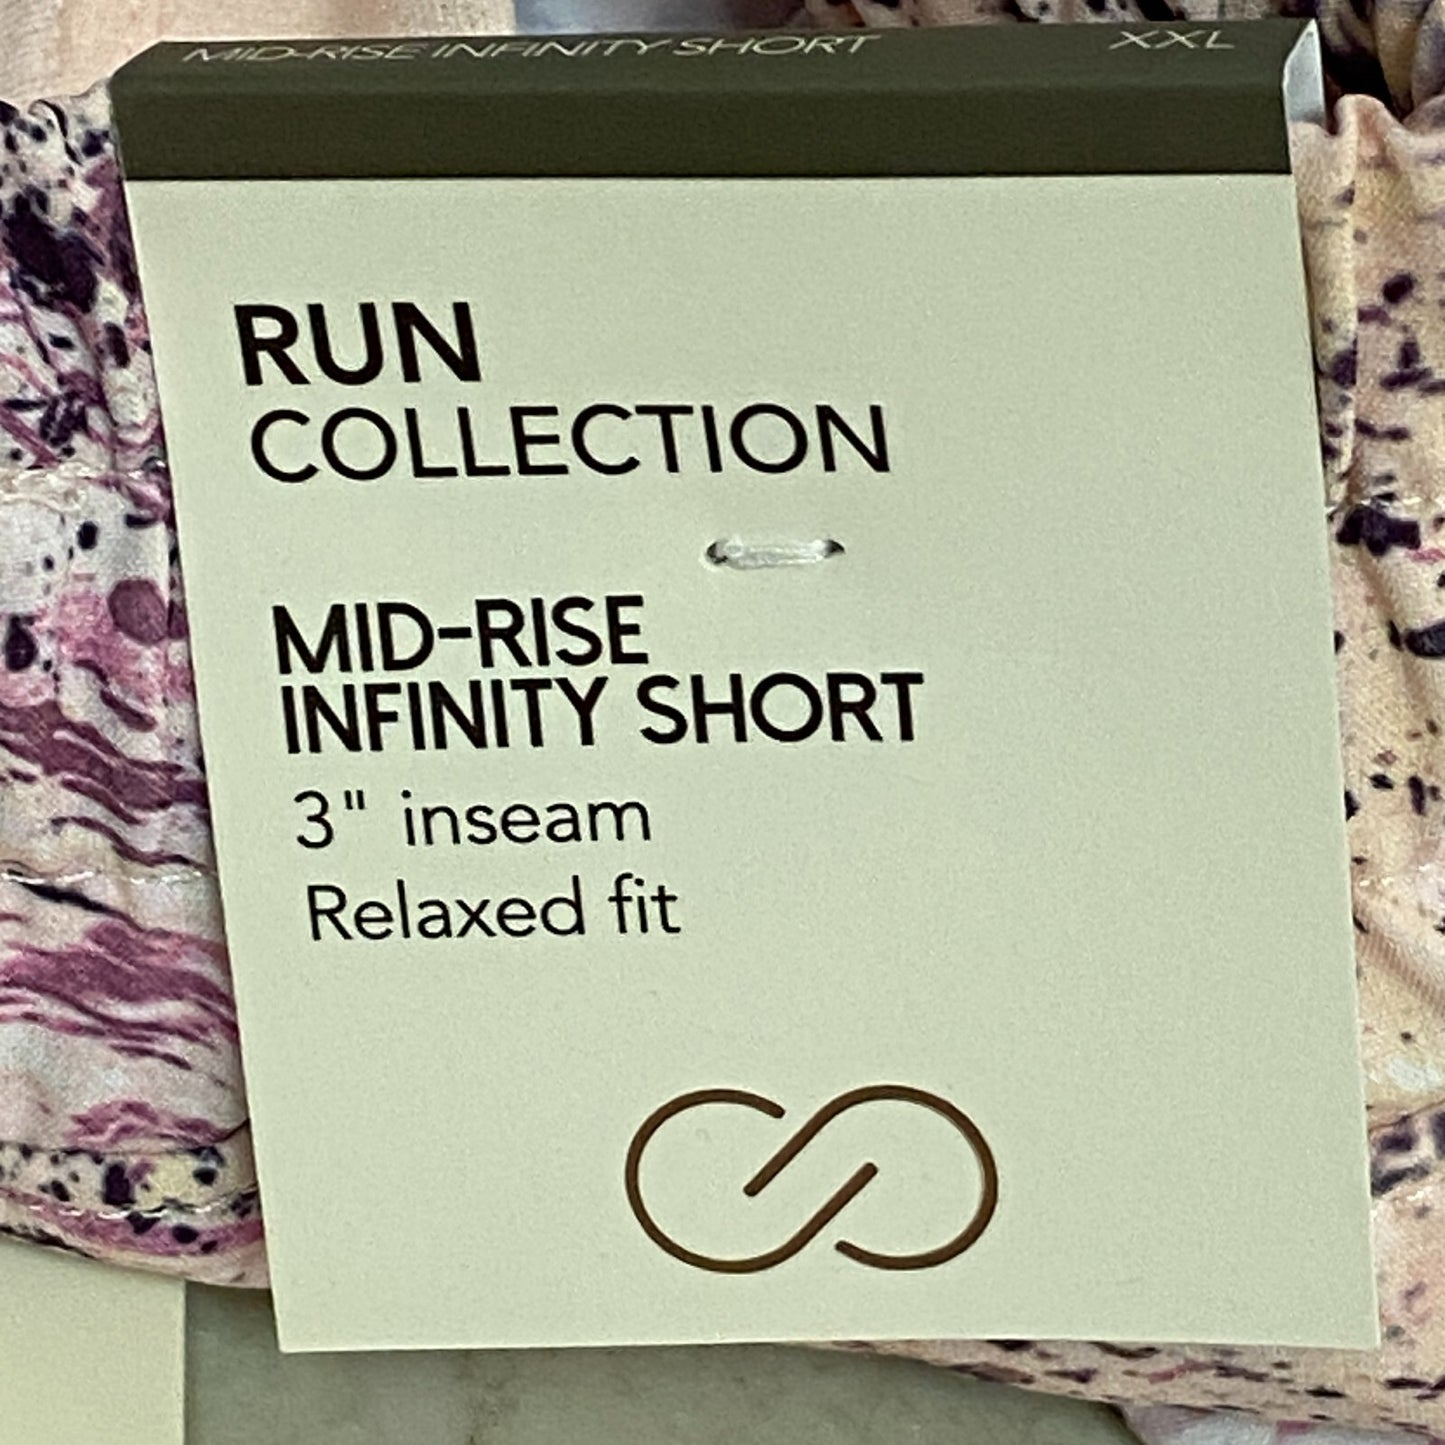 MID-RISE INFINITY SHORT XXL
RUN
COLLECTION
MID-RISE
INFINITY SHORT
3" inseam
Relaxed fit